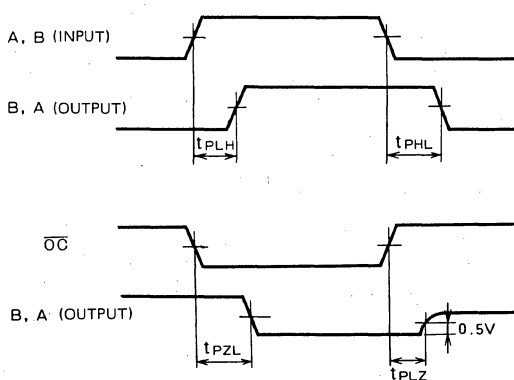 A, B (INPUT)
B, A (OUTPUT)
tPLH
tPHL
OC
B, A (OUTPUT)
0.5V
tPZL
tPLZ